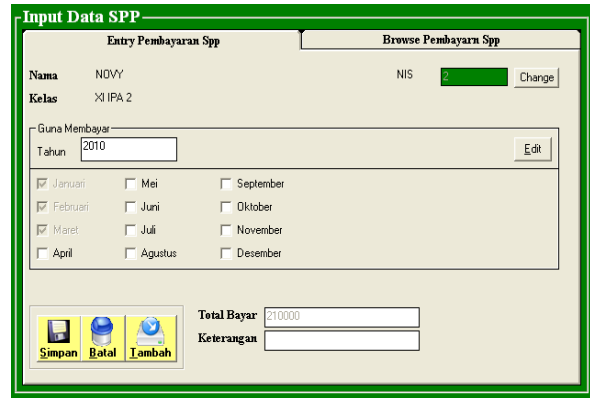 Input Data SPP
Entry Pembayaran Spp Browse Pembayarn Spp
Nama NOVY NIS 2 Change
Kelas XI IPA 2
Guna Membayar
Tahun 2010 Edit
Januari Mei September
Februari Juni Oktober
Maret Juli November
April Agustus Desember
Total Bayar 210000
Keterangan
Simpan Batal Tambah